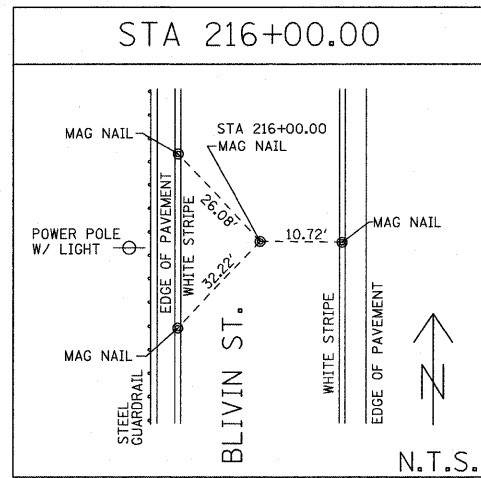 STA 216+00.00
MAG NAIL
STA 216+00.00
MAG NAIL
26.08'
10.72'
MAG NAIL
POWER POLE
W/ LIGHT
EDGE OF PAVEMENT
WHITE STRIPE
32.22'
MAG NAIL
STEEL
GUARDRAIL
BLIVIN ST.
WHITE STRIPE
EDGE OF PAVEMENT
N
N.T.S.